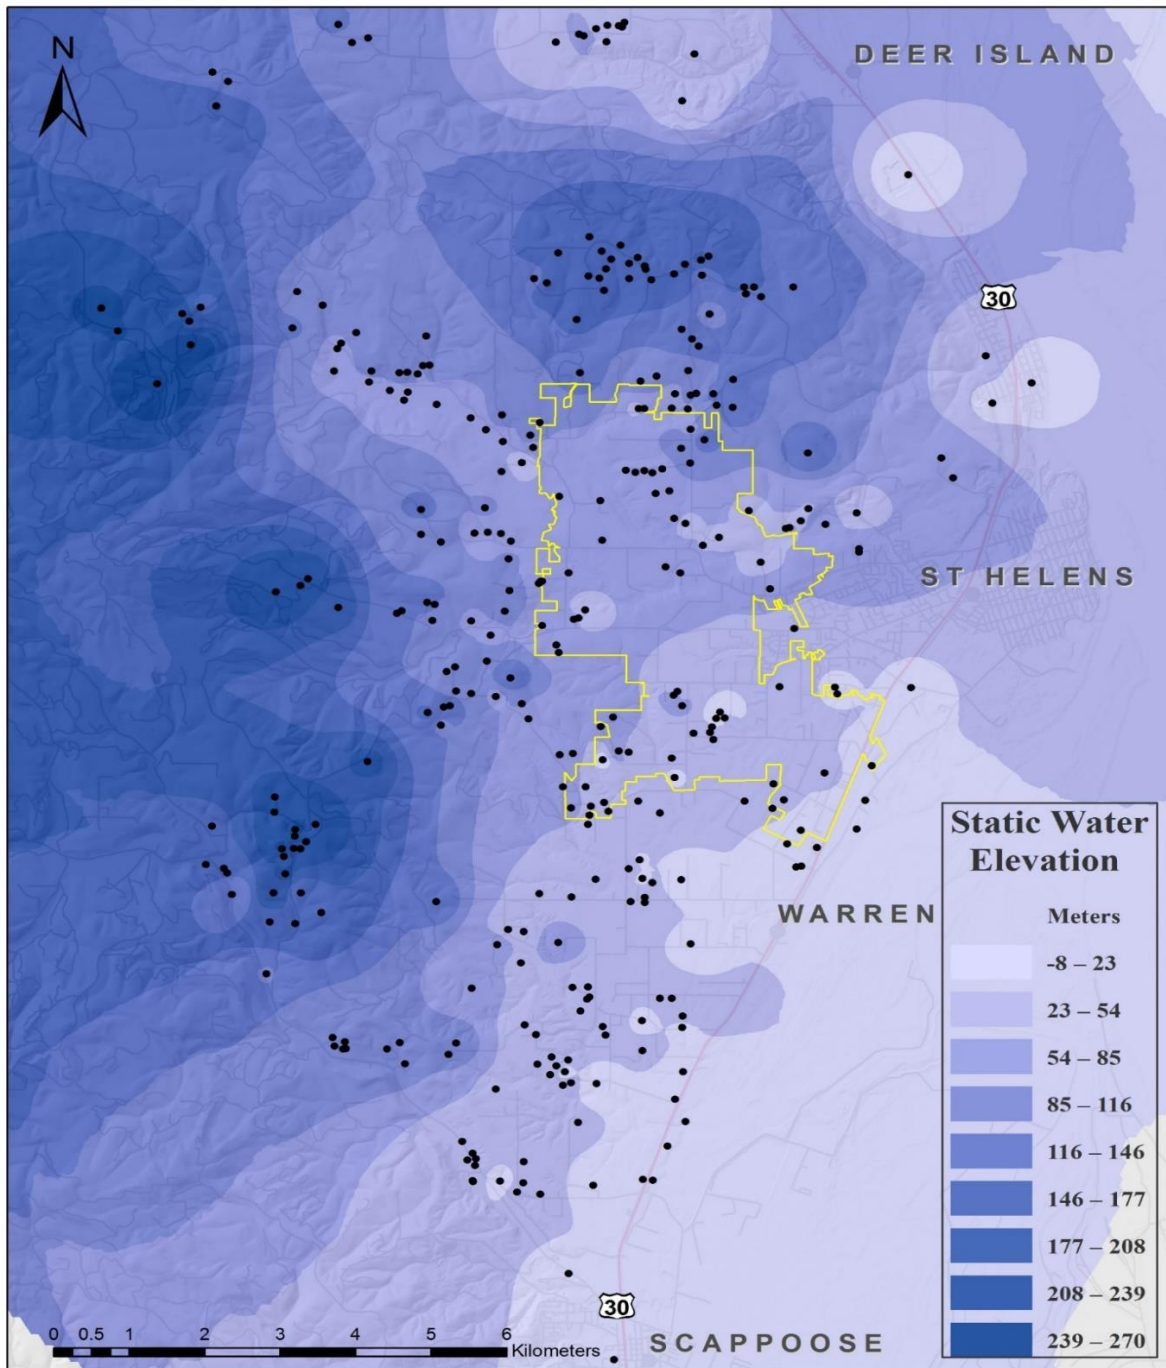 N
DEER ISLAND
30
ST HELENS
WARREN
Static Water
Elevation
Meters
-8 – 23
23 – 54
54 – 85
85 – 116
116 – 146
146 – 177
177 – 208
208 – 239
239 – 270
30
SCAPPOOSE
0 0.5 1 2 3 4 5 6
Kilometers